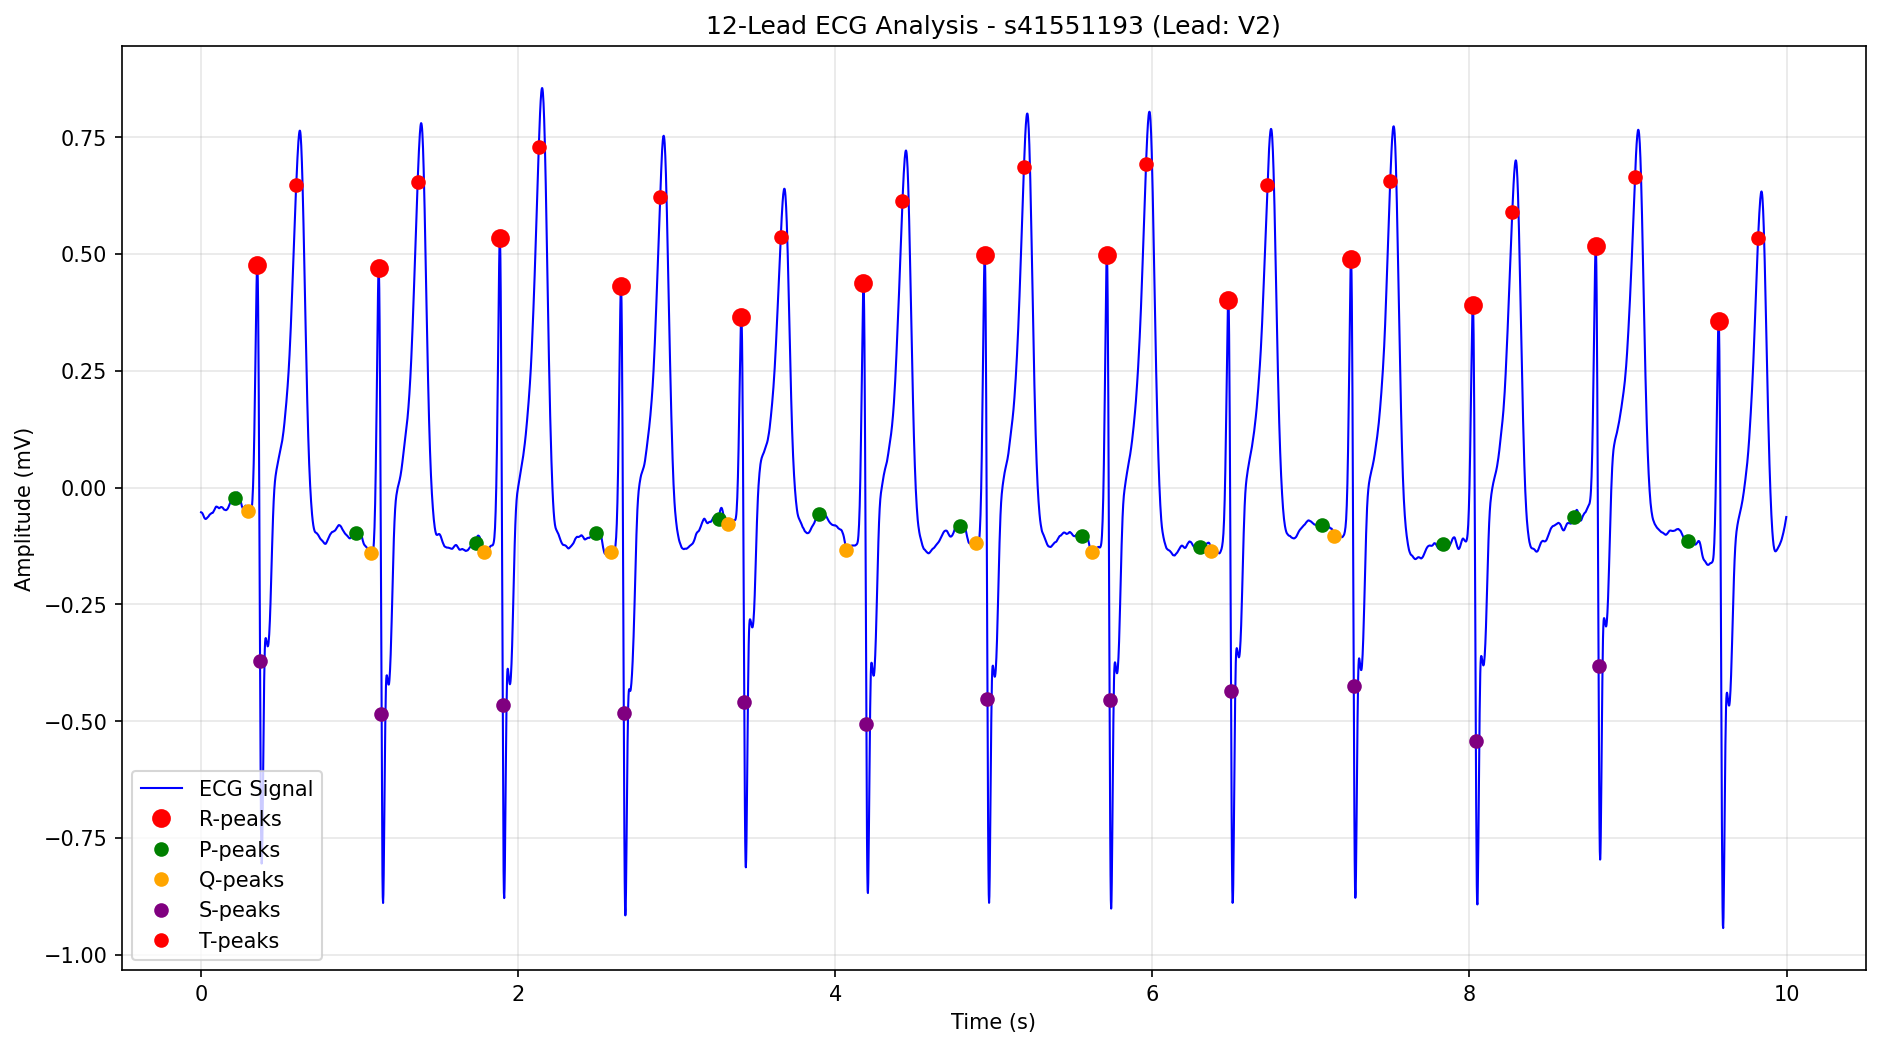 12-Lead ECG Analysis - s41551193 (Lead: V2)
Amplitude (mV)
0.75
0.50
0.25
0.00
−0.25
−0.50
−0.75
−1.00
ECG Signal
R-peaks
P-peaks
Q-peaks
S-peaks
T-peaks
0 2 4 6 8 10
Time (s)